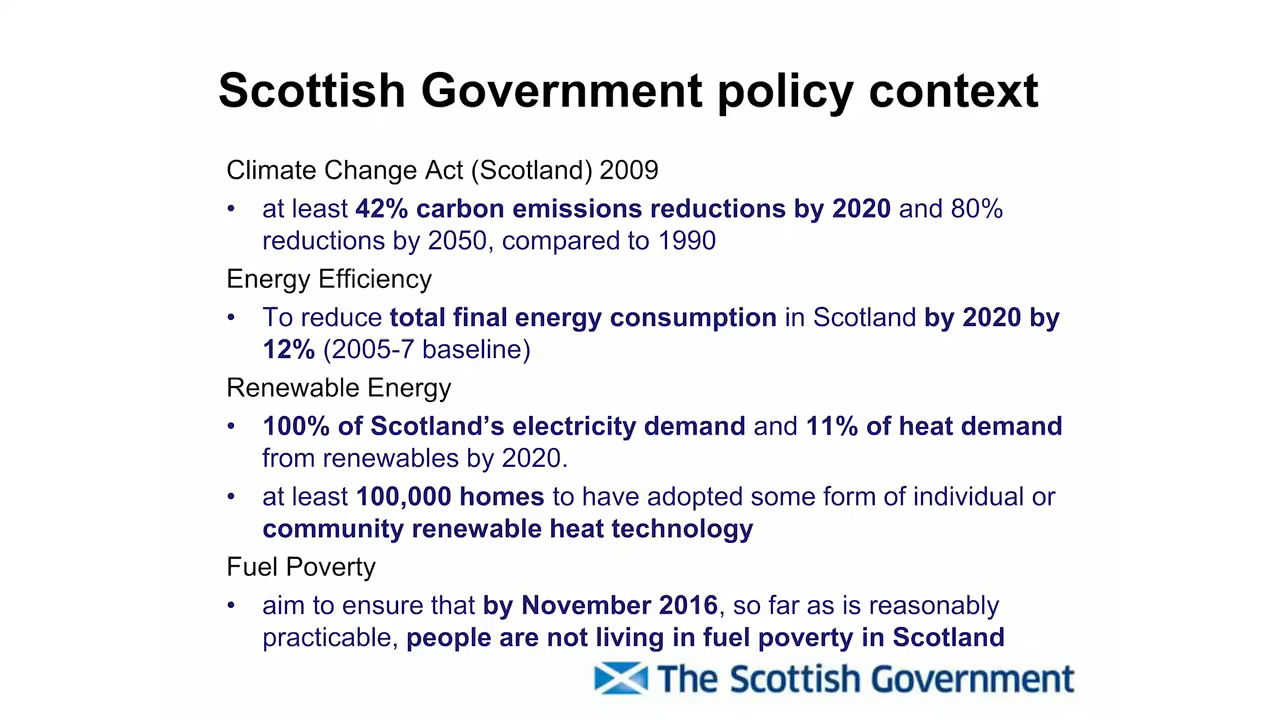 Scottish Government policy context
Climate Change Act (Scotland) 2009
• at least 42% carbon emissions reductions by 2020 and 80%
reductions by 2050, compared to 1990
Energy Efficiency
• To reduce total final energy consumption in Scotland by 2020 by
12% (2005-7 baseline)
Renewable Energy
• 100% of Scotland’s electricity demand and 11% of heat demand
from renewables by 2020.
• at least 100,000 homes to have adopted some form of individual or
community renewable heat technology
Fuel Poverty
• aim to ensure that by November 2016, so far as is reasonably
practicable, people are not living in fuel poverty in Scotland
The Scottish Government